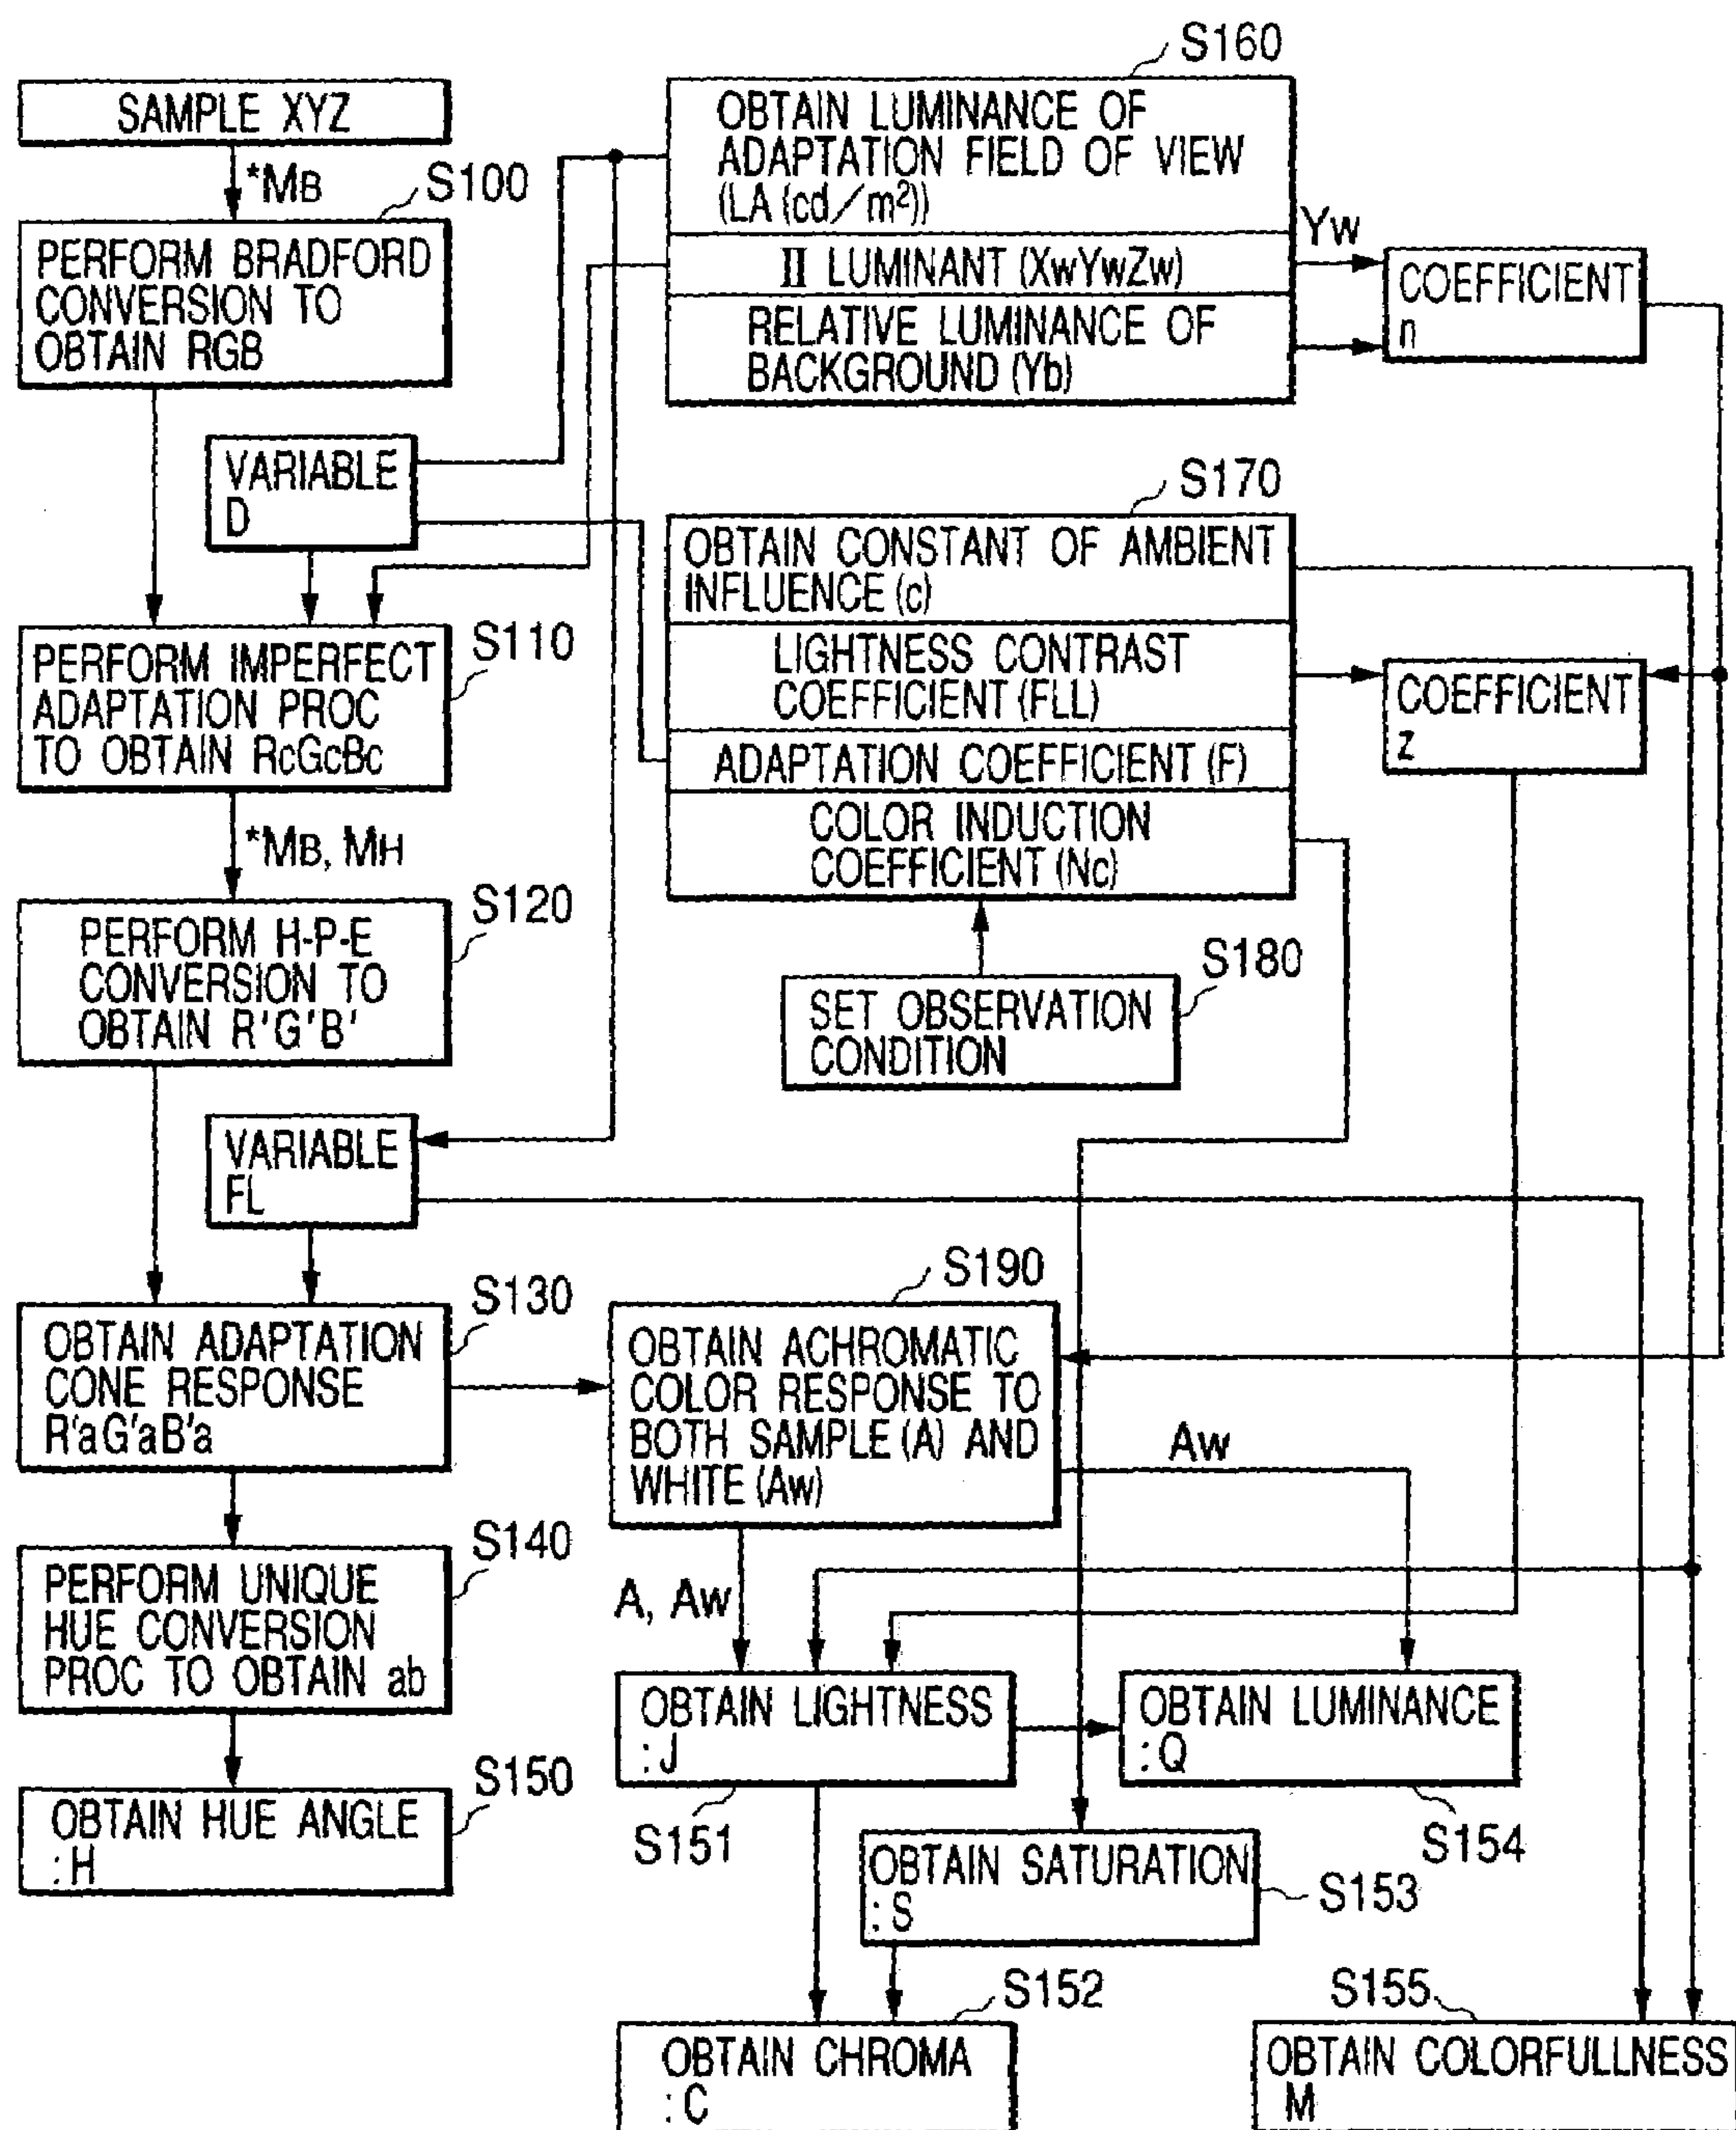 SAMPLE XYZ
*MB
S100
PERFORM BRADFORD
CONVERSION TO
OBTAIN RGB
VARIABLE
D
S110
PERFORM IMPERFECT
ADAPTATION PROC
TO OBTAIN RcGcBc
*MB, MH
S120
PERFORM H-P-E
CONVERSION TO
OBTAIN R'G'B'
VARIABLE
FL
S130
OBTAIN ADAPTATION
CONE RESPONSE
R'aG'aB'a
S140
PERFORM UNIQUE
HUE CONVERSION
PROC TO OBTAIN ab
S150
OBTAIN HUE ANGLE
: H
S160
OBTAIN LUMINANCE OF
ADAPTATION FIELD OF VIEW
(LA (cd/m²))
II LUMINANT (XwYwZw)
RELATIVE LUMINANCE OF
BACKGROUND (Yb)
Yw
COEFFICIENT
n
S170
OBTAIN CONSTANT OF AMBIENT
INFLUENCE (c)
LIGHTNESS CONTRAST
COEFFICIENT (FLL)
ADAPTATION COEFFICIENT (F)
COLOR INDUCTION
COEFFICIENT (Nc)
COEFFICIENT
z
S180
SET OBSERVATION
CONDITION
S190
OBTAIN ACHROMATIC
COLOR RESPONSE TO
BOTH SAMPLE (A) AND
WHITE (Aw)
Aw
A, Aw
OBTAIN LIGHTNESS
: J
S151
OBTAIN LUMINANCE
: Q
S154
OBTAIN SATURATION
: S
S153
S152
OBTAIN CHROMA
: C
S155
OBTAIN COLORFULLNESS
M